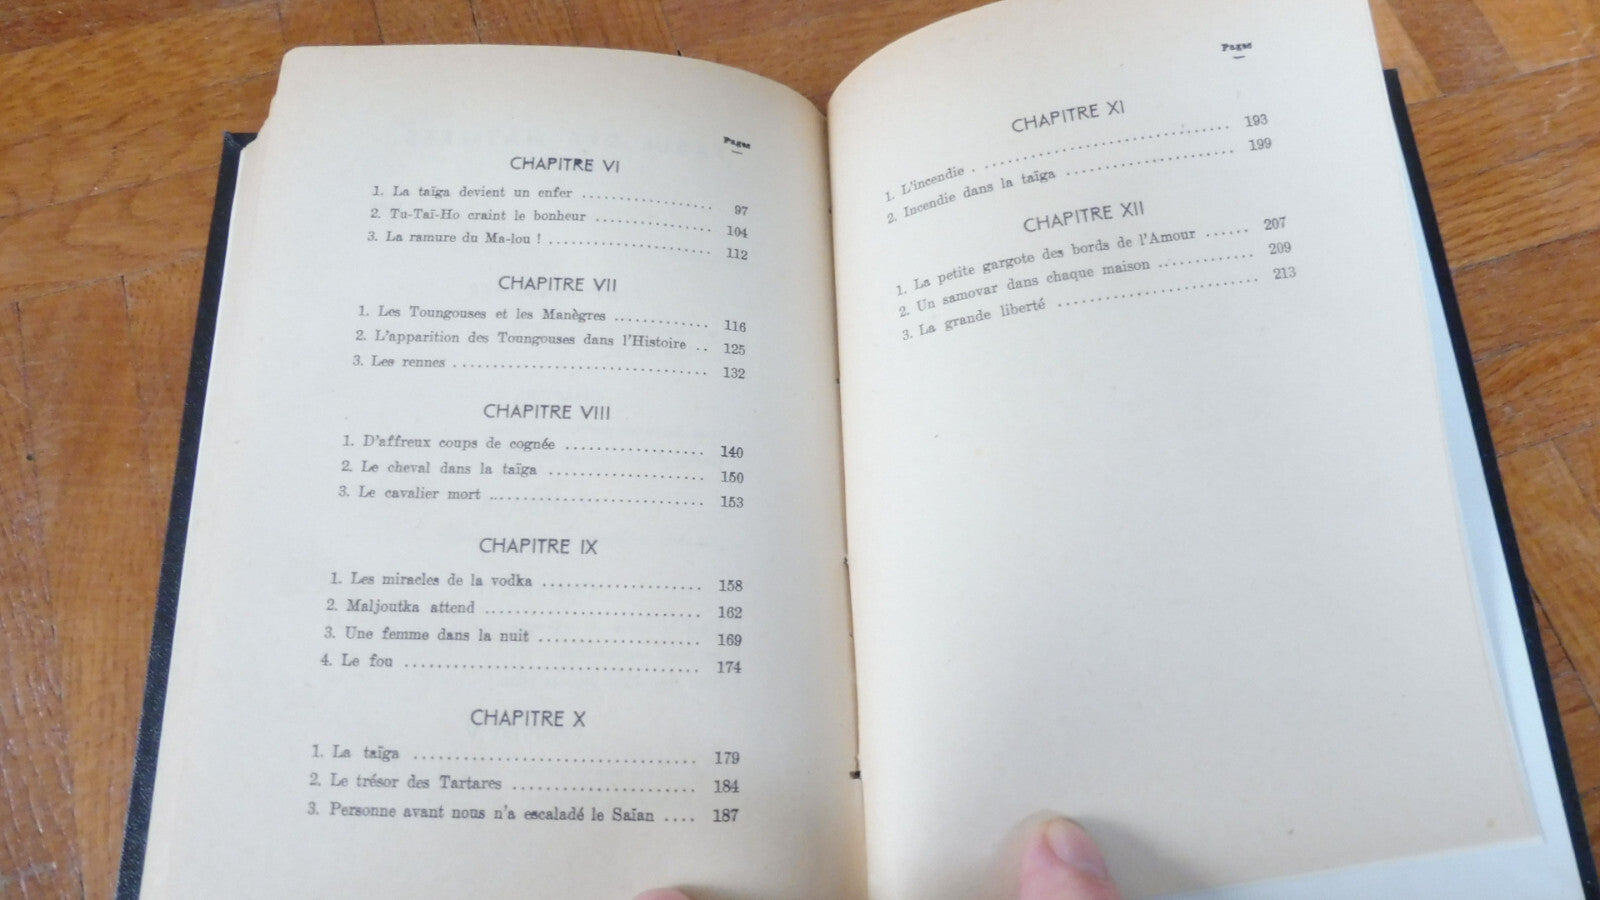 Pages
CHAPITRE VI
1. La taïga devient un enfer .................. 97
2. Tu-Taï-Ho craint le bonheur ................ 104
3. La ramure du Ma-lou ! ...................... 112
CHAPITRE VII
1. Les Toungouses et les Manègres ............. 116
2. L'apparition des Toungouses dans l'Histoire .. 125
3. Les rennes ................................. 132
CHAPITRE VIII
1. D'affreux coups de cognée .................. 140
2. Le cheval dans la taïga .................... 150
3. Le cavalier mort ........................... 153
CHAPITRE IX
1. Les miracles de la vodka ................... 158
2. Maljoutka attend ........................... 162
3. Une femme dans la nuit ..................... 169
4. Le fou ..................................... 174
CHAPITRE X
1. La taïga ................................... 179
2. Le trésor des Tartares ..................... 184
3. Personne avant nous n'a escaladé le Saïan .... 187
Pages
CHAPITRE XI
1. L'incendie . ............................... 193
2. Incendie dans la taïga ..................... 199
CHAPITRE XII
1. La petite gargote des bords de l'Amour ...... 207
2. Un samovar dans chaque maison .............. 209
3. La grande liberté .......................... 213